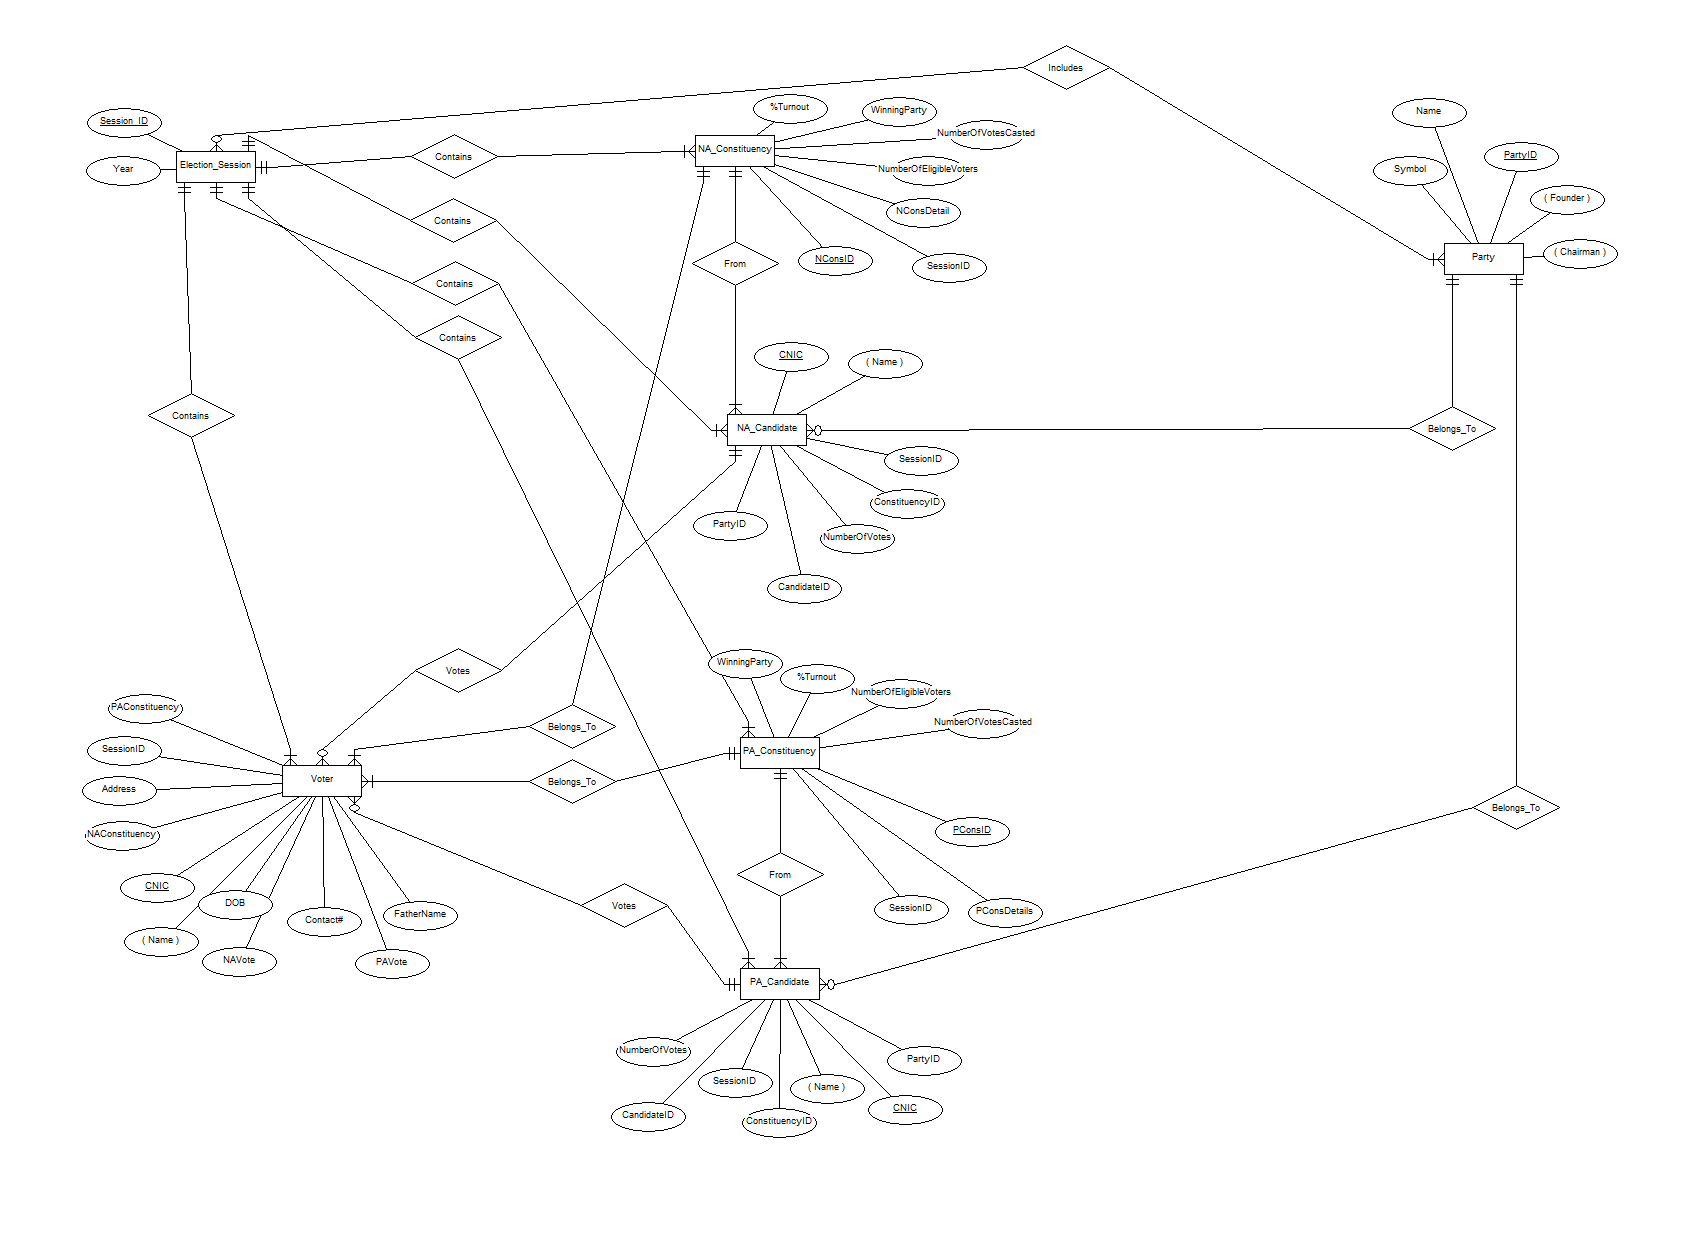 Includes
%Turnout
WinningParty
Name
Session_ID
NumberOfVotesCasted
NA_Constituency
Contains
PartyID
Election_Session
Year
NumberOfEligibleVoters
Symbol
( Founder )
NConsDetail
Contains
( Chairman )
Party
NConsID
From
SessionID
Contains
Contains
CNIC
( Name )
Contains
NA_Candidate
Belongs_To
SessionID
ConstituencyID
PartyID
NumberOfVotes
CandidateID
WinningParty
Votes
%Turnout
NumberOfEligibleVoters
PAConstituency
NumberOfVotesCasted
Belongs_To
SessionID
PA_Constituency
Voter
Belongs_To
Address
Belongs_To
NAConstituency
PConsID
From
CNIC
DOB
Votes
SessionID
PConsDetails
FatherName
Contact#
( Name )
NAVote
PAVote
PA_Candidate
NumberOfVotes
PartyID
SessionID
( Name )
CNIC
CandidateID
ConstituencyID